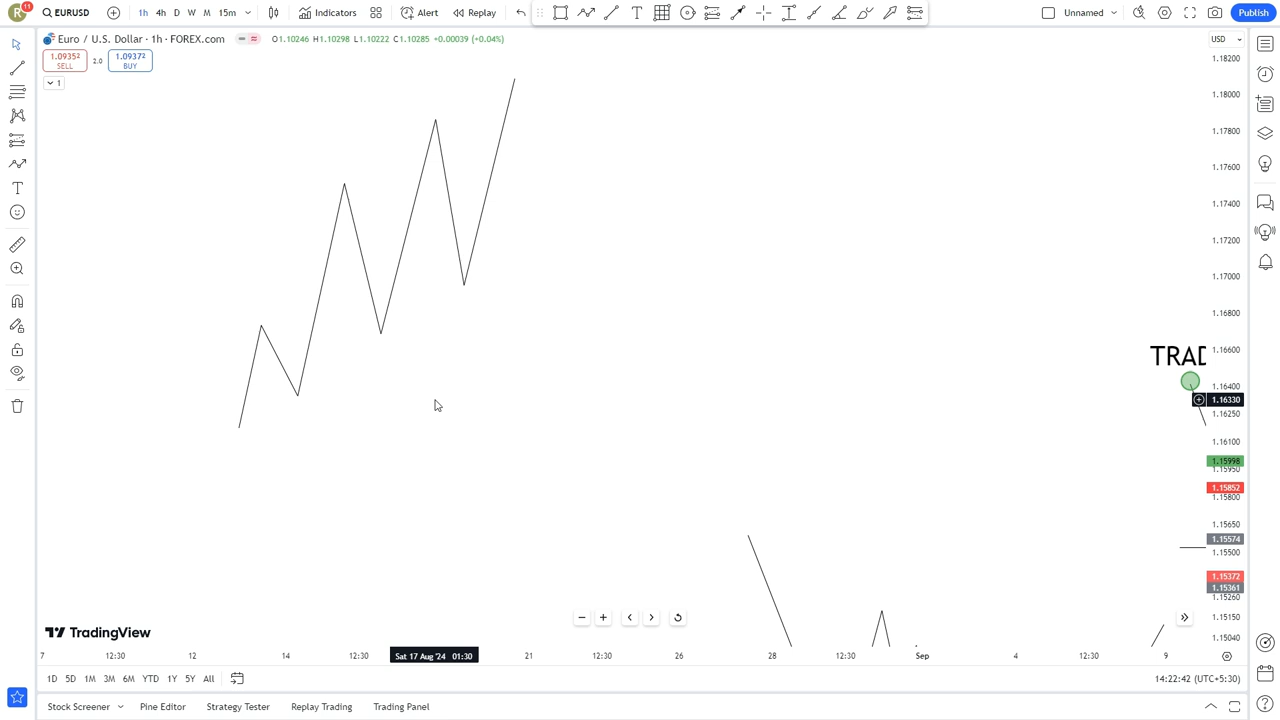 R 11 EURUSD 1h 4h D W M 15m Indicators Alert Replay Unnamed Publish
Euro / U.S. Dollar · 1h · FOREX.com O1.10246 H1.10298 L1.10222 C1.10285 +0.00039 (+0.04%) USD
1.09352 2.0 1.09372
SELL BUY
1
1.18200
1.18000
1.17800
1.17600
1.17400
1.17200
1.17000
1.16800
1.16600
TRAD
1.16400
1.16330
1.16250
1.16100
1.15998
1.15950
1.15852
1.15800
1.15650
1.15574
1.15500
1.15372
1.15361
1.15260
1.15150
1.15040
TradingView
7 12:30 12 14 12:30 Sat 17 Aug '24 01:30 21 12:30 26 28 12:30 Sep 4 12:30 9
1D 5D 1M 3M 6M YTD 1Y 5Y All 14:22:42 (UTC+5:30)
Stock Screener Pine Editor Strategy Tester Replay Trading Trading Panel